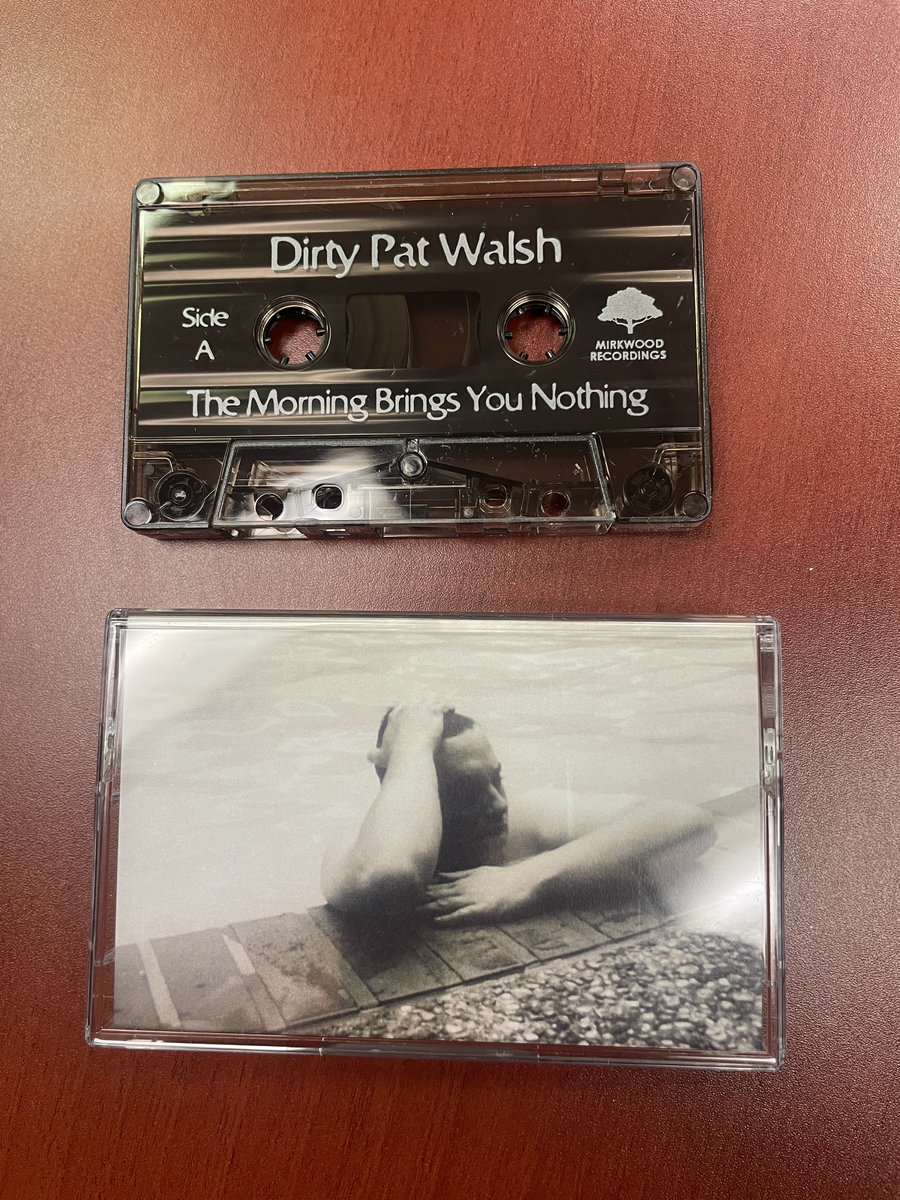 Dirty Pat Walsh
Side
A
MIRKWOOD
RECORDINGS
The Morning Brings You Nothing